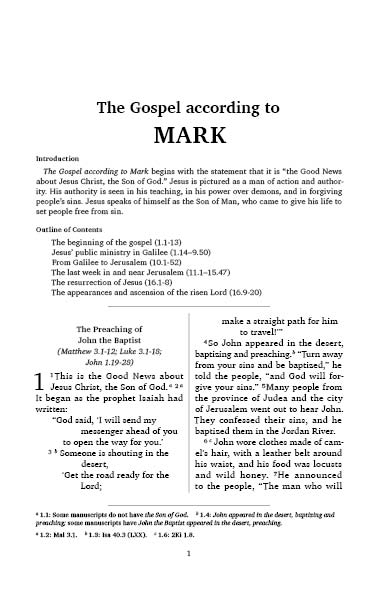 The Gospel according to
MARK
Introduction
The Gospel according to Mark begins with the statement that it is “the Good News
about Jesus Christ, the Son of God.” Jesus is pictured as a man of action and author-
ity. His authority is seen in his teaching, in his power over demons, and in forgiving
people’s sins. Jesus speaks of himself as the Son of Man, who came to give his life to
set people free from sin.
Outline of Contents
The beginning of the gospel (1.1-13)
Jesus’ public ministry in Galilee (1.14–9.50)
From Galilee to Jerusalem (10.1-52)
The last week in and near Jerusalem (11.1—15.47)
The resurrection of Jesus (16.1-8)
The appearances and ascension of the risen Lord (16.9-20)
The Preaching of
John the Baptist
(Matthew 3.1-12; Luke 3.1-18;
John 1.19-28)
1 ¹This is the Good News about
Jesus Christ, the Son of God.ᵃ ²ᵃ
It began as the prophet Isaiah had
written:
“God said, ‘I will send my
messenger ahead of you
to open the way for you.’
³ ᵇ Someone is shouting in the
desert,
‘Get the road ready for the
Lord;
make a straight path for him
to travel!’”
⁴So John appeared in the desert,
baptizing and preaching.ᵇ “Turn away
from your sins and be baptized,” he
told the people, “and God will for-
give your sins.” ⁵Many people from
the province of Judea and the city
of Jerusalem went out to hear John.
They confessed their sins, and he
baptized them in the Jordan River.
⁶ ᶜ John wore clothes made of cam-
el’s hair, with a leather belt around
his waist, and his food was locusts
and wild honey. ⁷He announced
to the people, “The man who will
ᵃ 1.1: Some manuscripts do not have the Son of God. ᵇ 1.4: John appeared in the desert, baptizing and
preaching; some manuscripts have John the Baptist appeared in the desert, preaching.
ᵃ 1.2: Mal 3.1. ᵇ 1.3: Isa 40.3 (LXX). ᶜ 1.6: 2Ki 1.8.
1